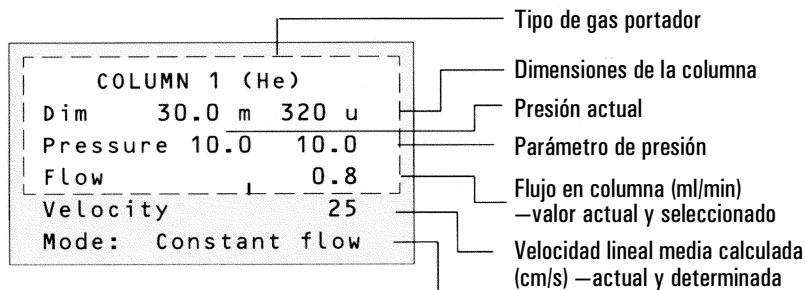 Tipo de gas portador
COLUMN 1 (He)
Dimensiones de la columna
Dim 30.0 m 320 u
Presión actual
Pressure 10.0 10.0
Parámetro de presión
Flow 0.8
Flujo en columna (ml/min)
—valor actual y seleccionado
Velocity 25
Mode: Constant flow
Velocidad lineal media calculada
(cm/s) —actual y determinada